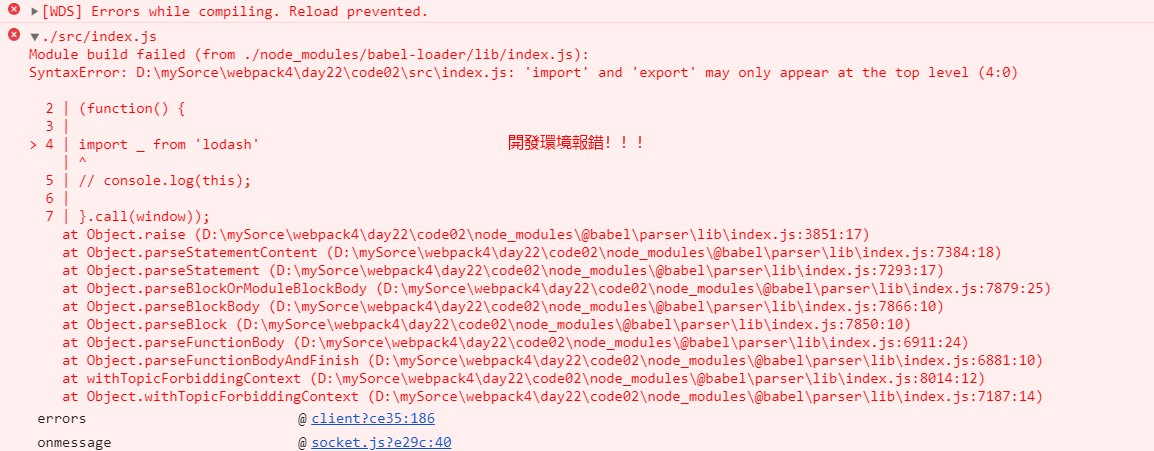 ▶[WDS] Errors while compiling. Reload prevented.
▼./src/index.js
Module build failed (from ./node_modules/babel-loader/lib/index.js):
SyntaxError: D:\mySorce\webpack4\day22\code02\src\index.js: 'import' and 'export' may only appear at the top level (4:0)
2 | (function() {
3 |
> 4 | import _ from 'lodash' 開發環境報錯!!!
| ^
5 | // console.log(this);
6 |
7 | }.call(window));
at Object.raise (D:\mySorce\webpack4\day22\code02\node_modules\@babel\parser\lib\index.js:3851:17)
at Object.parseStatementContent (D:\mySorce\webpack4\day22\code02\node_modules\@babel\parser\lib\index.js:7384:18)
at Object.parseStatement (D:\mySorce\webpack4\day22\code02\node_modules\@babel\parser\lib\index.js:7293:17)
at Object.parseBlockOrModuleBlockBody (D:\mySorce\webpack4\day22\code02\node_modules\@babel\parser\lib\index.js:7879:25)
at Object.parseBlockBody (D:\mySorce\webpack4\day22\code02\node_modules\@babel\parser\lib\index.js:7866:10)
at Object.parseBlock (D:\mySorce\webpack4\day22\code02\node_modules\@babel\parser\lib\index.js:7850:10)
at Object.parseFunctionBody (D:\mySorce\webpack4\day22\code02\node_modules\@babel\parser\lib\index.js:6911:24)
at Object.parseFunctionBodyAndFinish (D:\mySorce\webpack4\day22\code02\node_modules\@babel\parser\lib\index.js:6881:10)
at withTopicForbiddingContext (D:\mySorce\webpack4\day22\code02\node_modules\@babel\parser\lib\index.js:8014:12)
at Object.withTopicForbiddingContext (D:\mySorce\webpack4\day22\code02\node_modules\@babel\parser\lib\index.js:7187:14)
errors @ client?ce35:186
onmessage @ socket.js?e29c:40